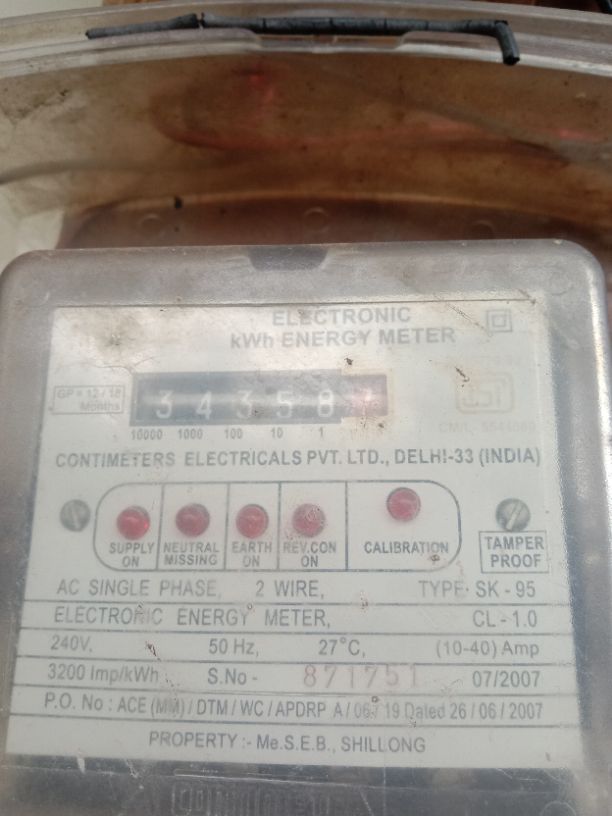 ELECTRONIC
kWh ENERGY METER
GP = 12 / 18
Months
3 4 3 5 8
10000 1000 100 10 1
CONTIMETERS ELECTRICALS PVT. LTD., DELHI-33 (INDIA)
SUPPLY ON
NEUTRAL MISSING
EARTH ON
REV.CON ON
CALIBRATION
TAMPER PROOF
AC SINGLE PHASE, 2 WIRE, TYPE- SK - 95
ELECTRONIC ENERGY METER, CL - 1.0
240V, 50 Hz, 27°C, (10-40) Amp
3200 Imp/kWh S.No - 871751 07/2007
P.O. No : ACE (MM) / DTM / WC / APDRP A / 06 / 19 Dated 26 / 06 / 2007
PROPERTY :- Me.S.E.B., SHILLONG